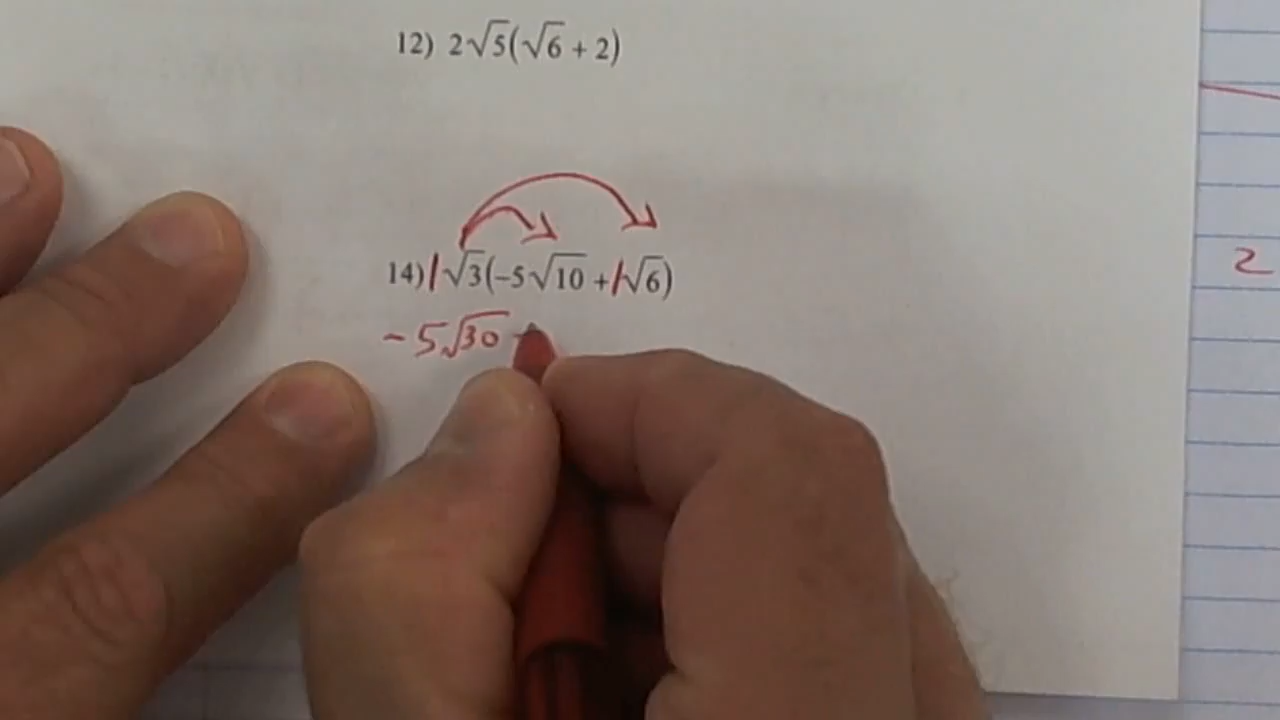 12) 2√5(√6 + 2)
14) 1√3(−5√10 + 1√6)
2
−5√30